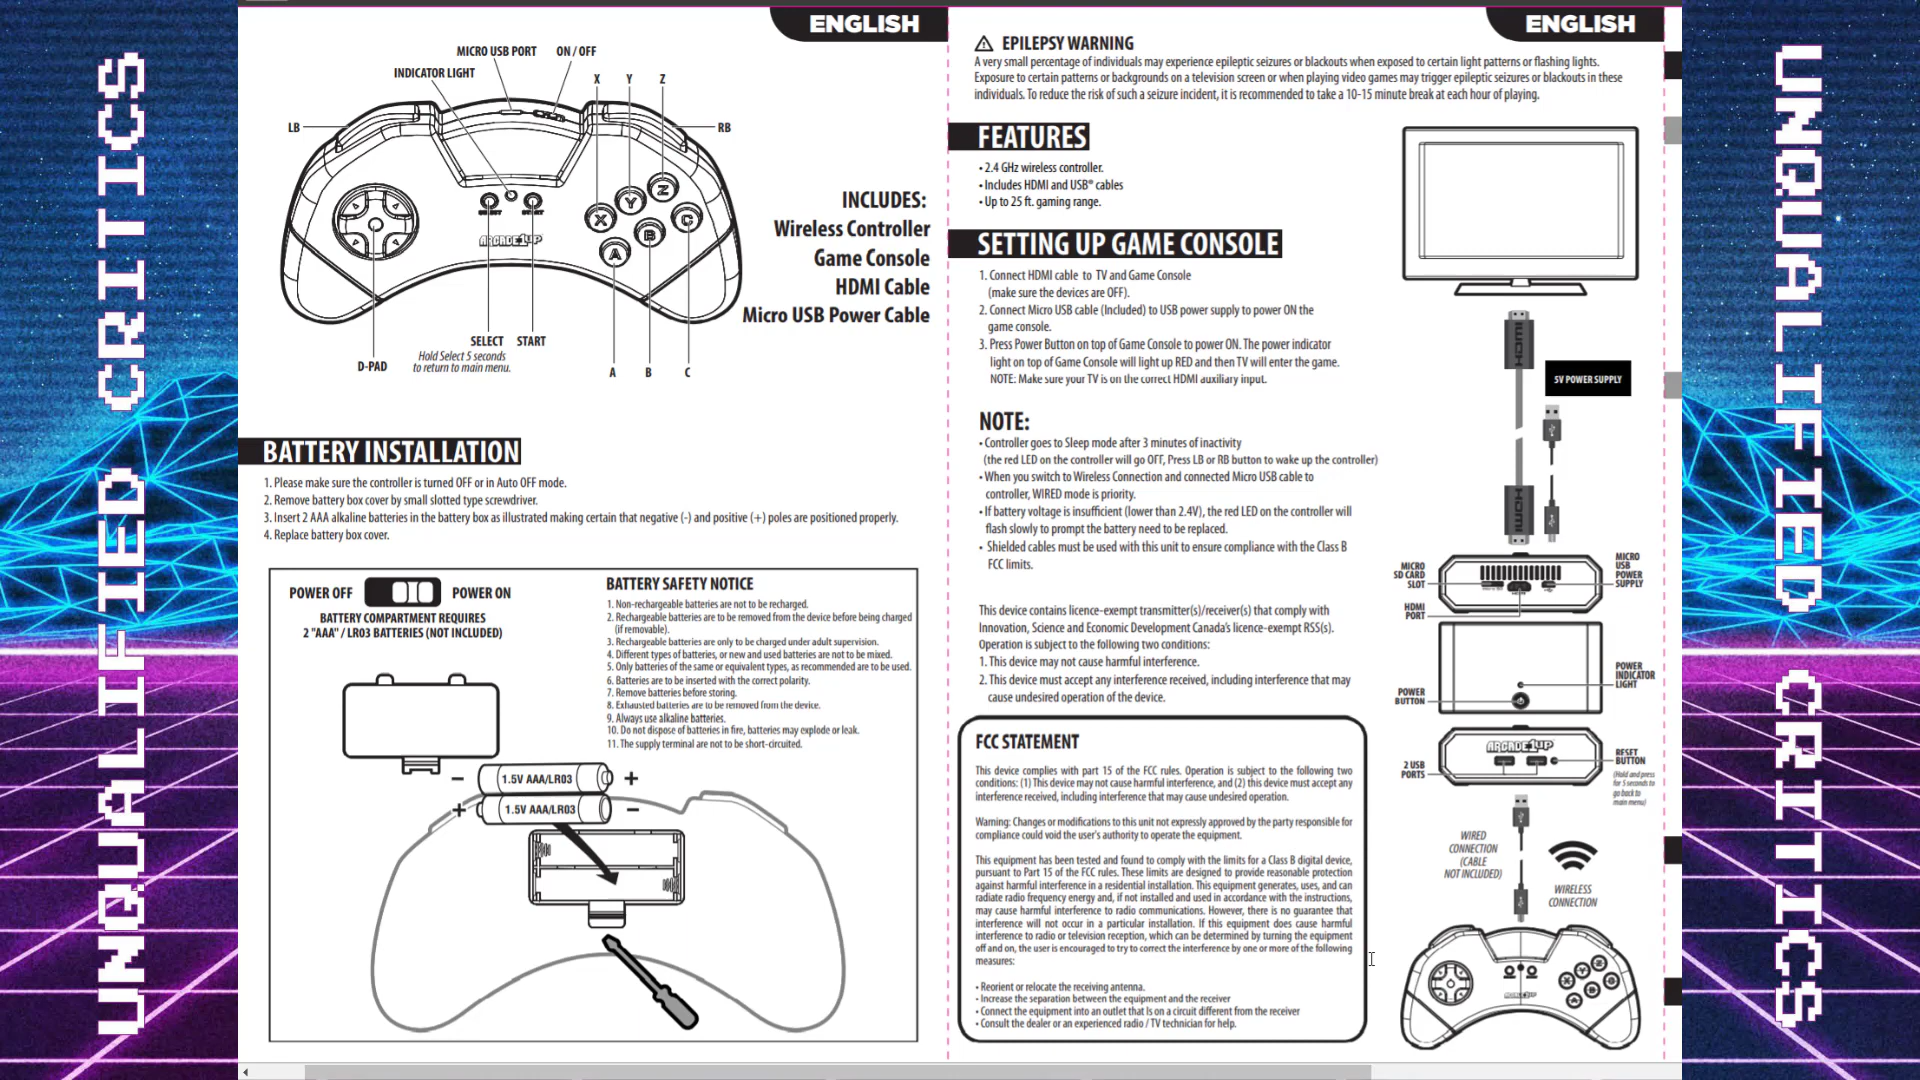 UNQUALIFIED CRITICS
ENGLISH
MICRO USB PORT
ON / OFF
INDICATOR LIGHT
X
Y
Z
LB
RB
X
Y
Z
A
B
C
SELECT
START
ARCADE1UP
INCLUDES:
Wireless Controller
Game Console
HDMI Cable
Micro USB Power Cable
SELECT
START
Hold Select 5 seconds
to return to main menu.
D-PAD
A
B
C
BATTERY INSTALLATION
1. Please make sure the controller is turned OFF or in Auto OFF mode.
2. Remove battery box cover by small slotted type screwdriver.
3. Insert 2 AAA alkaline batteries in the battery box as illustrated making certain that negative (-) and positive (+) poles are positioned properly.
4. Replace battery box cover.
POWER OFF
POWER ON
BATTERY COMPARTMENT REQUIRES
2 "AAA" / LR03 BATTERIES (NOT INCLUDED)
BATTERY SAFETY NOTICE
1. Non-rechargeable batteries are not to be recharged.
2. Rechargeable batteries are to be removed from the device before being charged
(if removable).
3. Rechargeable batteries are only to be charged under adult supervision.
4. Different types of batteries, or new and used batteries are not to be mixed.
5. Only batteries of the same or equivalent types, as recommended are to be used.
6. Batteries are to be inserted with the correct polarity.
7. Remove batteries before storing.
8. Exhausted batteries are to be removed from the device.
9. Always use alkaline batteries.
10. Do not dispose of batteries in fire, batteries may explode or leak.
11. The supply terminal are not to be short-circuited.
– 1.5V AAA/LR03 +
+ 1.5V AAA/LR03 –
ENGLISH
⚠ EPILEPSY WARNING
A very small percentage of individuals may experience epileptic seizures or blackouts when exposed to certain light patterns or flashing lights.
Exposure to certain patterns or backgrounds on a television screen or when playing video games may trigger epileptic seizures or blackouts in these
individuals. To reduce the risk of such a seizure incident, it is recommended to take a 10-15 minute break at each hour of playing.
FEATURES
• 2.4 GHz wireless controller.
• Includes HDMI and USB® cables
• Up to 25 ft. gaming range.
SETTING UP GAME CONSOLE
1. Connect HDMI cable to TV and Game Console
(make sure the devices are OFF).
2. Connect Micro USB cable (Included) to USB power supply to power ON the
game console.
3. Press Power Button on top of Game Console to power ON. The power indicator
light on top of Game Console will light up RED and then TV will enter the game.
NOTE: Make sure your TV is on the correct HDMI auxiliary input.
NOTE:
• Controller goes to Sleep mode after 3 minutes of inactivity
(the red LED on the controller will go OFF, Press LB or RB button to wake up the controller)
• When you switch to Wireless Connection and connected Micro USB cable to
controller, WIRED mode is priority.
• If battery voltage is insufficient (lower than 2.4V), the red LED on the controller will
flash slowly to prompt the battery need to be replaced.
• Shielded cables must be used with this unit to ensure compliance with the Class B
FCC limits.
This device contains licence-exempt transmitter(s)/receiver(s) that comply with
Innovation, Science and Economic Development Canada's licence-exempt RSS(s).
Operation is subject to the following two conditions:
1. This device may not cause harmful interference.
2. This device must accept any interference received, including interference that may
cause undesired operation of the device.
FCC STATEMENT
This device complies with part 15 of the FCC rules. Operation is subject to the following two
conditions: (1) This device may not cause harmful interference, and (2) this device must accept any
interference received, including interference that may cause undesired operation.
Warning: Changes or modifications to this unit not expressly approved by the party responsible for
compliance could void the user's authority to operate the equipment.
This equipment has been tested and found to comply with the limits for a Class B digital device,
pursuant to Part 15 of the FCC rules. These limits are designed to provide reasonable protection
against harmful interference in a residential installation. This equipment generates, uses, and can
radiate radio frequency energy and, if not installed and used in accordance with the instructions,
may cause harmful interference to radio communications. However, there is no guarantee that
interference will not occur in a particular installation. If this equipment does cause harmful
interference to radio or television reception, which can be determined by turning the equipment
off and on, the user is encouraged to try to correct the interference by one or more of the following
measures:
• Reorient or relocate the receiving antenna.
• Increase the separation between the equipment and the receiver
• Connect the equipment into an outlet that Is on a circuit different from the receiver
• Consult the dealer or an experienced radio / TV technician for help.
HDMI
5V POWER SUPPLY
HDMI
MICRO
SD CARD
SLOT
HDMI
PORT
MICRO
USB
POWER
SUPPLY
POWER
BUTTON
POWER
INDICATOR
LIGHT
ARCADE1UP
2 USB
PORTS
RESET
BUTTON
(Hold and press
for 5 seconds to
go back to
main menu)
WIRED
CONNECTION
(CABLE
NOT INCLUDED)
WIRELESS
CONNECTION
X
Y
Z
A
B
C
ARCADE1UP
UNQUALIFIED CRITICS